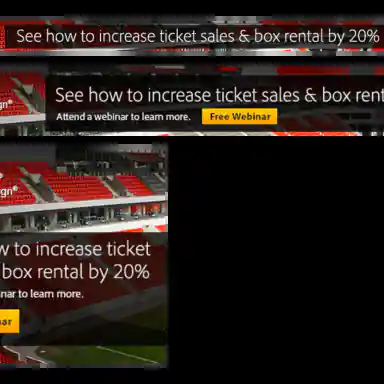 See how to increase ticket sales & box rental by 20%
See how to increase ticket sales & box rent
Attend a webinar to learn more.
Free Webinar
gn®
gn®
w to increase ticket
box rental by 20%
nar to learn more.
ar